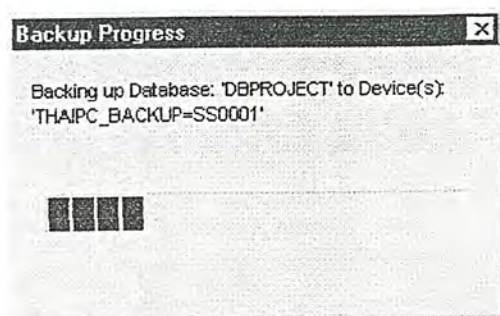 Backup Progress
Backing up Database: 'DBPROJECT' to Device(s):
'THAIPC_BACKUP=SS0001'